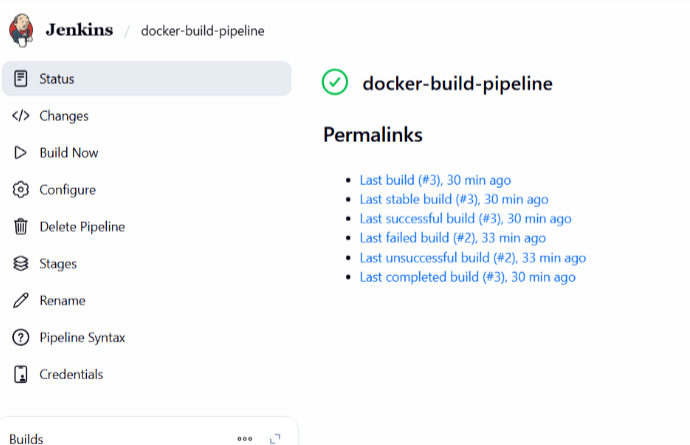 Jenkins / docker-build-pipeline
Status
Changes
Build Now
Configure
Delete Pipeline
Stages
Rename
Pipeline Syntax
Credentials
Builds
docker-build-pipeline
Permalinks
Last build (#3), 30 min ago
Last stable build (#3), 30 min ago
Last successful build (#3), 30 min ago
Last failed build (#2), 33 min ago
Last unsuccessful build (#2), 33 min ago
Last completed build (#3), 30 min ago